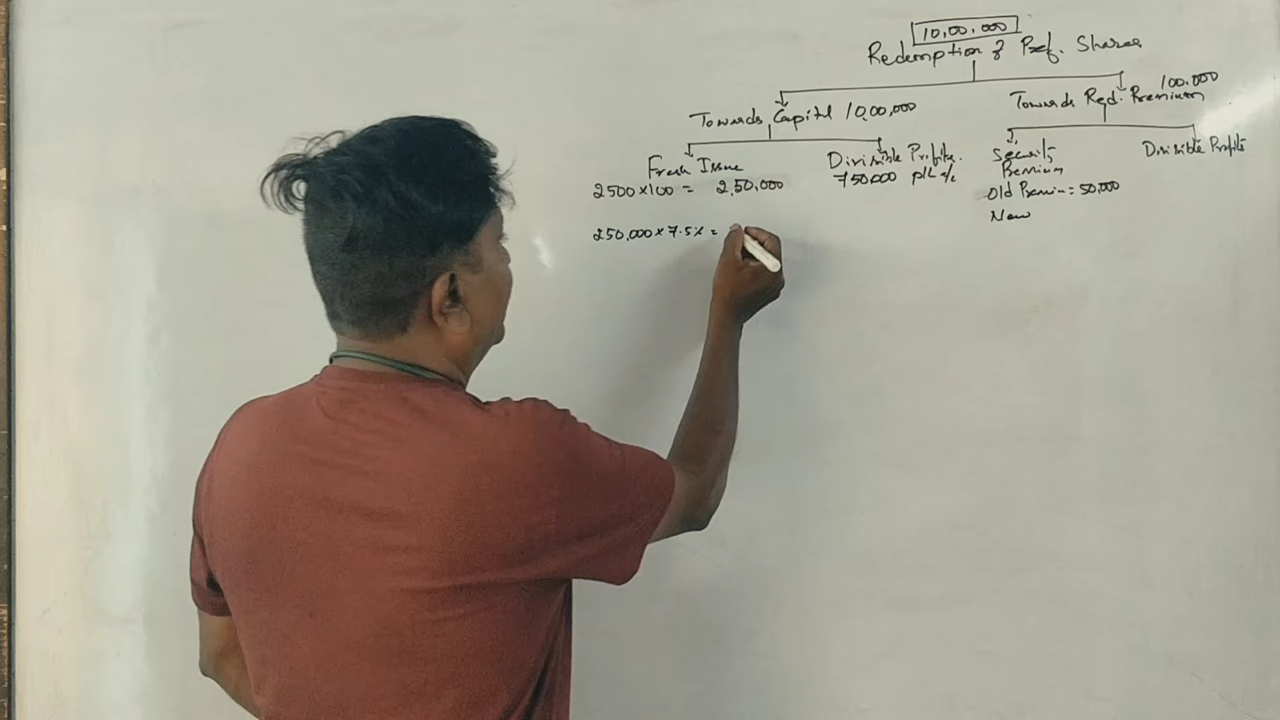 10,00,000
Redemption of Pref. Shares
Towards Capital 10,00,000
100.000
Towards Red. Premium
Fresh Issue
2500×100 = 2,50,000
Divisible Profits.
750000 P/L a/c
Security
Premium
Old Premium = 50,000
New
Divisible Profits
250,000×7.5% =